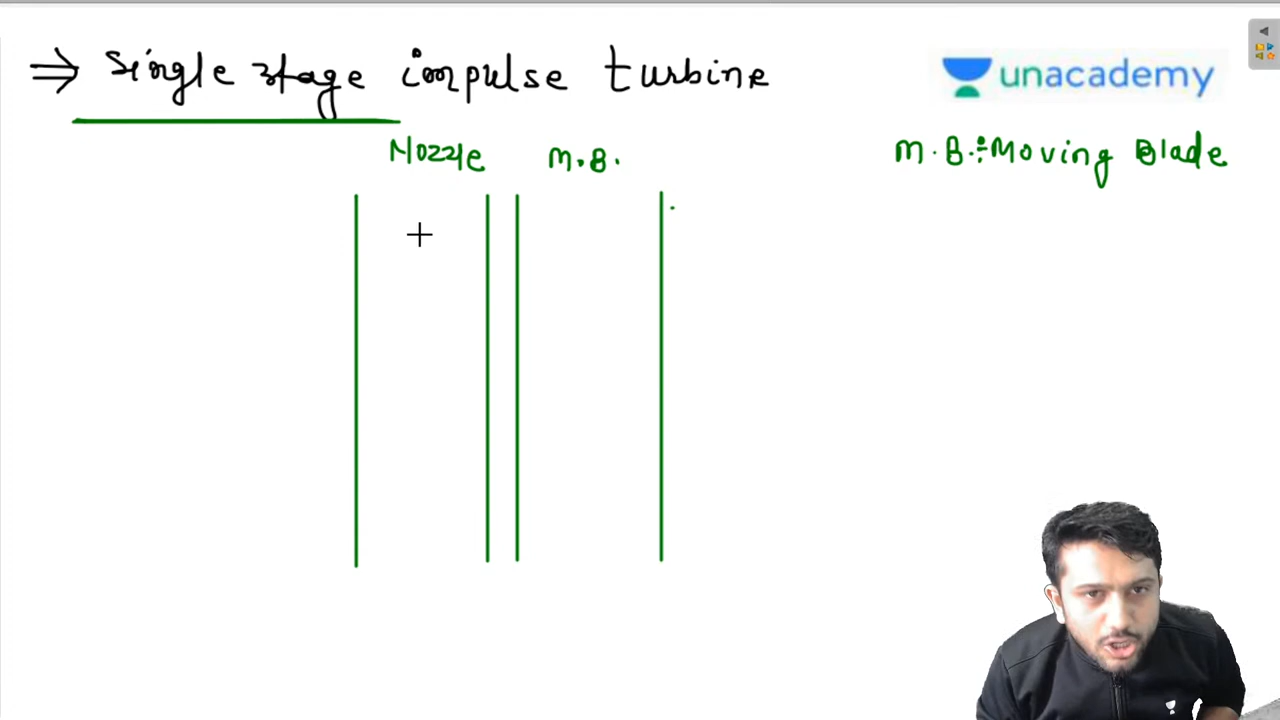 ⇒ Single stage impulse turbine
unacademy
Nozzle M.B.
M.B.÷Moving Blade